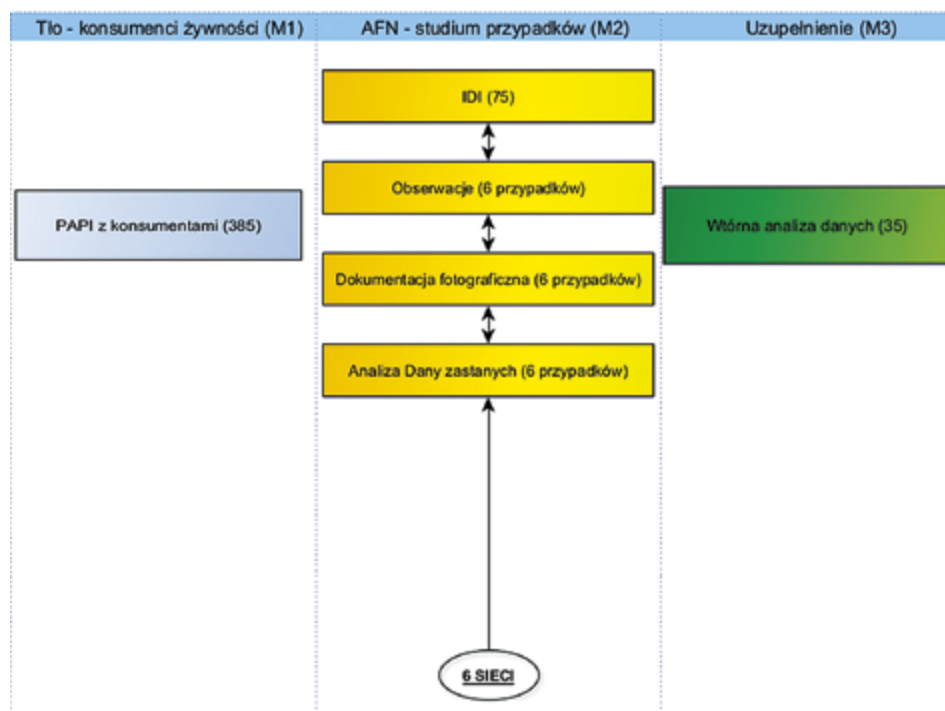 Tło - konsumenci żywności (M1)
AFN - studium przypadków (M2)
Uzupełnienie (M3)
IDI (75)
Obserwacje (6 przypadków)
PAPI z konsumentami (385)
Wtórna analiza danych (35)
Dokumentacja fotograficzna (6 przypadków)
Analiza Dany zastanych (6 przypadków)
6 SIECI